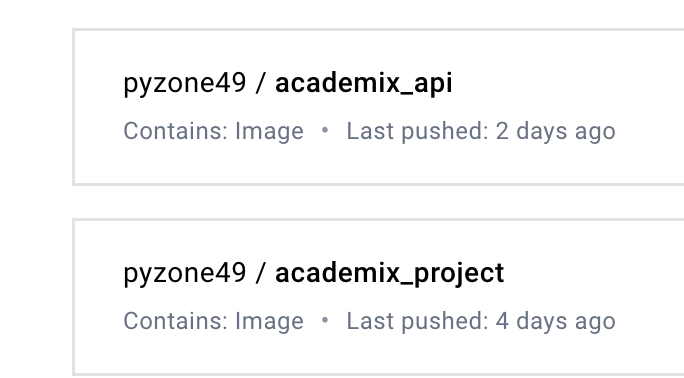 pyzone49 / academix_api
Contains: Image • Last pushed: 2 days ago
pyzone49 / academix_project
Contains: Image • Last pushed: 4 days ago